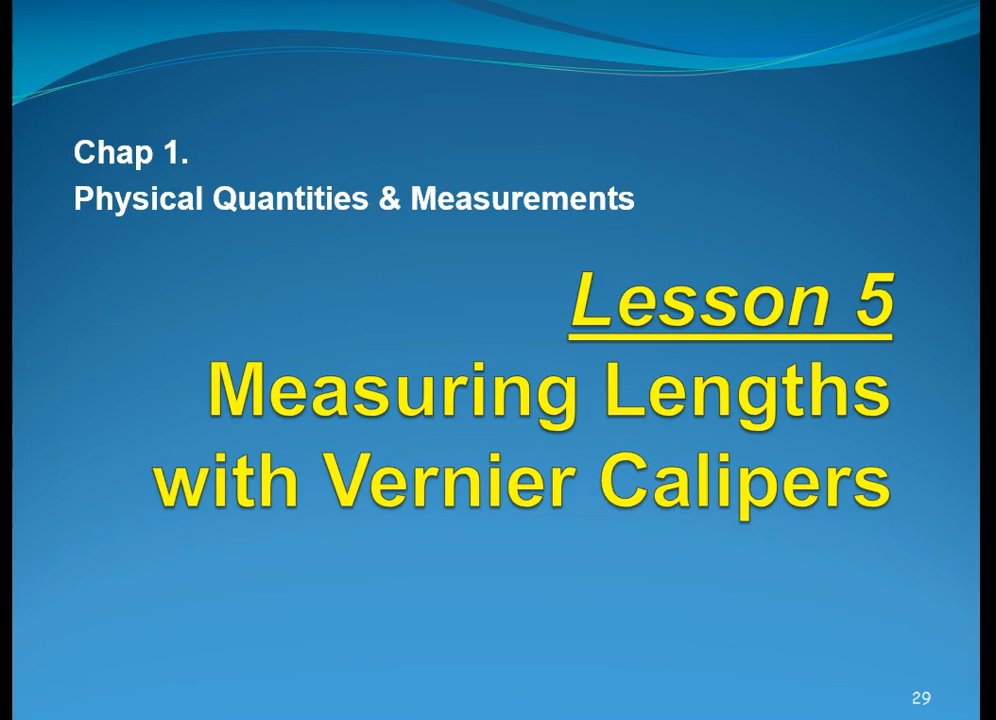 Chap 1.
Physical Quantities & Measurements
Lesson 5
Measuring Lengths
with Vernier Calipers
29